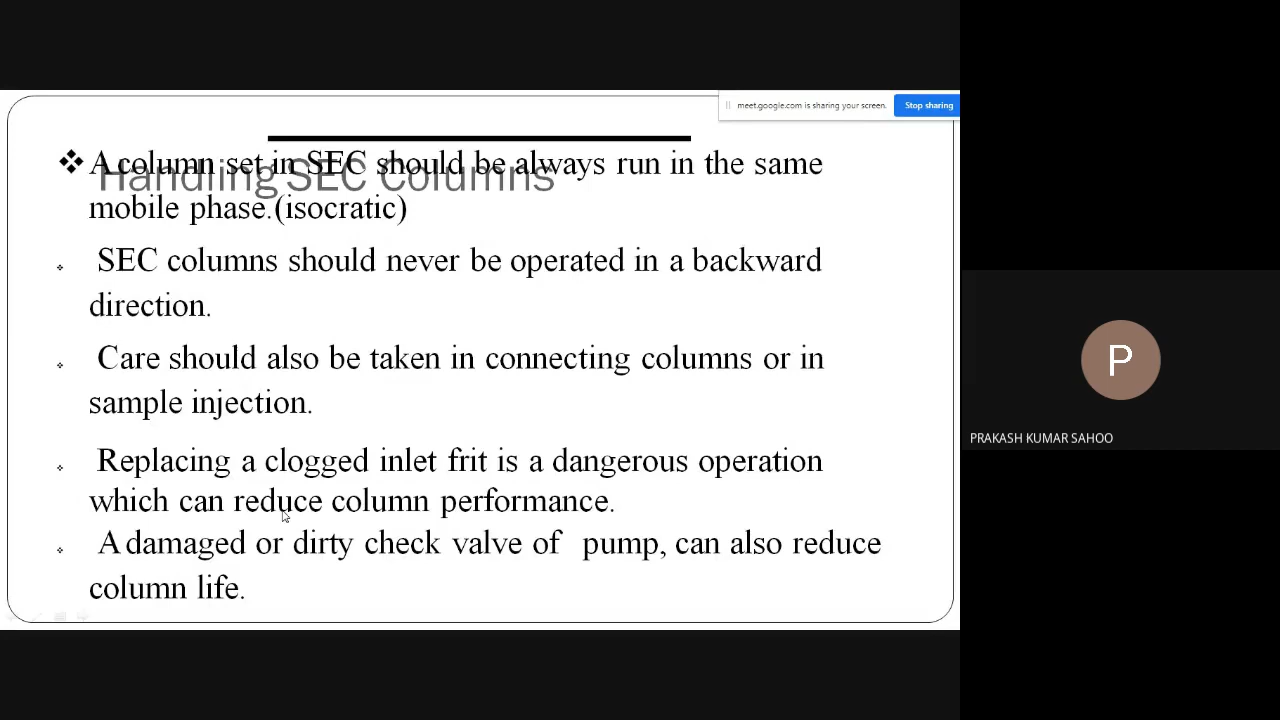 meet.google.com is sharing your screen. Stop sharing
Handling SEC Columns
❖ A column set in SEC should be always run in the same
mobile phase.(isocratic)
❖ SEC columns should never be operated in a backward
direction.
❖ Care should also be taken in connecting columns or in
sample injection.
❖ Replacing a clogged inlet frit is a dangerous operation
which can reduce column performance.
❖ A damaged or dirty check valve of pump, can also reduce
column life.
P
PRAKASH KUMAR SAHOO